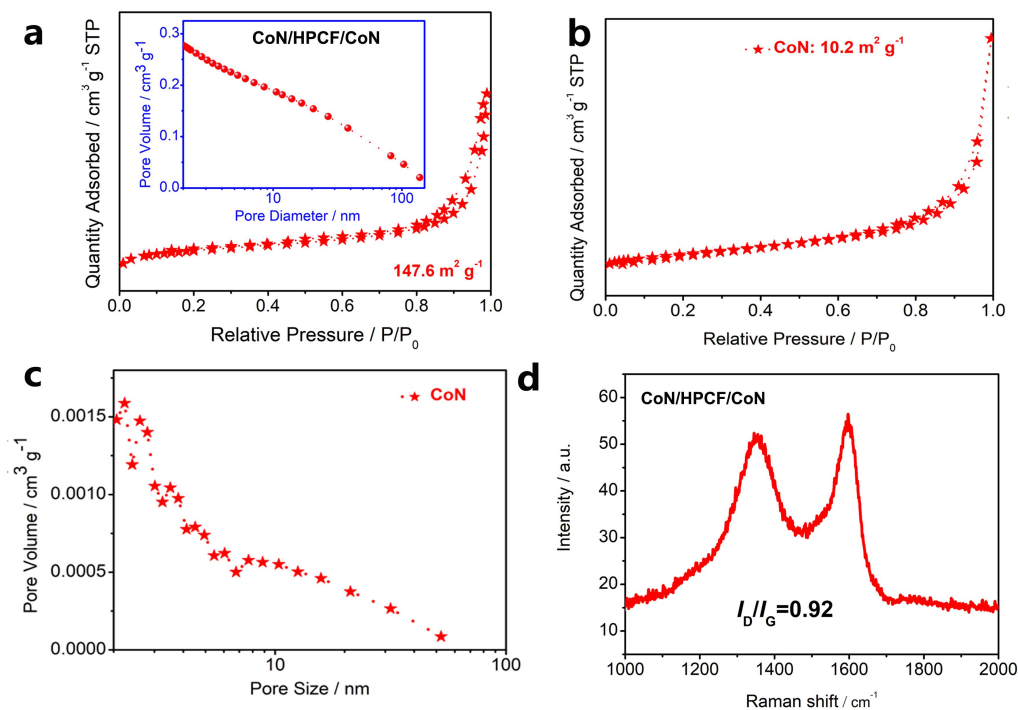 a
Quantity Adsorbed / cm³ g⁻¹ STP
CoN/HPCF/CoN
Pore Volume / cm³ g⁻¹
0.3
0.2
0.1
0.0
10 100
Pore Diameter / nm
147.6 m² g⁻¹
0.0 0.2 0.4 0.6 0.8 1.0
Relative Pressure / P/P₀
b
Quantity Adsorbed / cm³ g⁻¹ STP
CoN: 10.2 m² g⁻¹
0.0 0.2 0.4 0.6 0.8 1.0
Relative Pressure / P/P₀
c
Pore Volume / cm³ g⁻¹
CoN
0.0015
0.0010
0.0005
0.0000
10 100
Pore Size / nm
d
Intensity / a.u.
CoN/HPCF/CoN
60
50
40
30
20
10
I_D/I_G=0.92
1000 1200 1400 1600 1800 2000
Raman shift / cm⁻¹